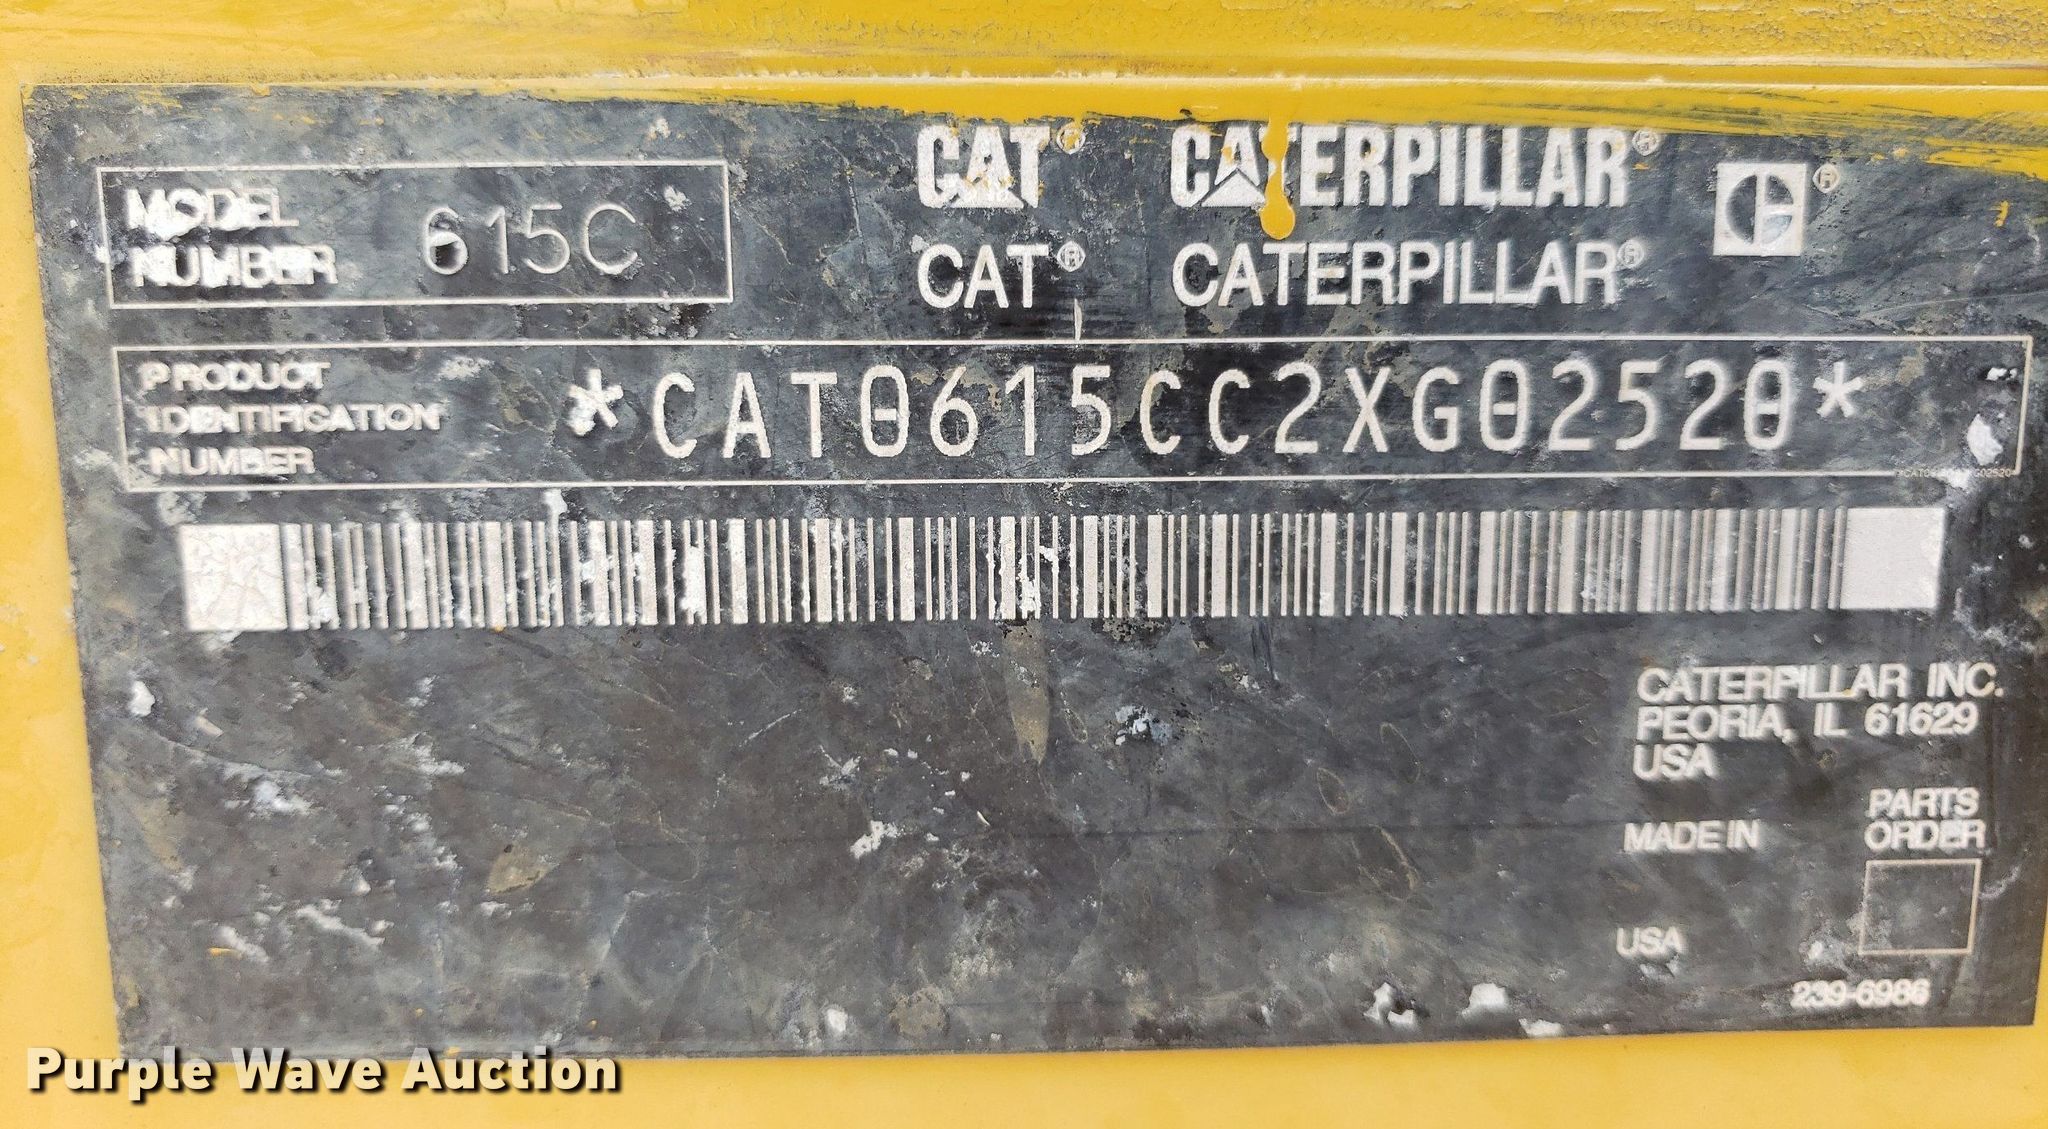 MODEL
NUMBER
615C
CAT® CATERPILLAR® ®
CAT® CATERPILLAR®
PRODUCT
IDENTIFICATION
NUMBER
*CAT0615CC2XG02520*
CATERPILLAR INC.
PEORIA, IL 61629
USA
MADE IN
PARTS
ORDER
USA
239-6986
Purple Wave Auction